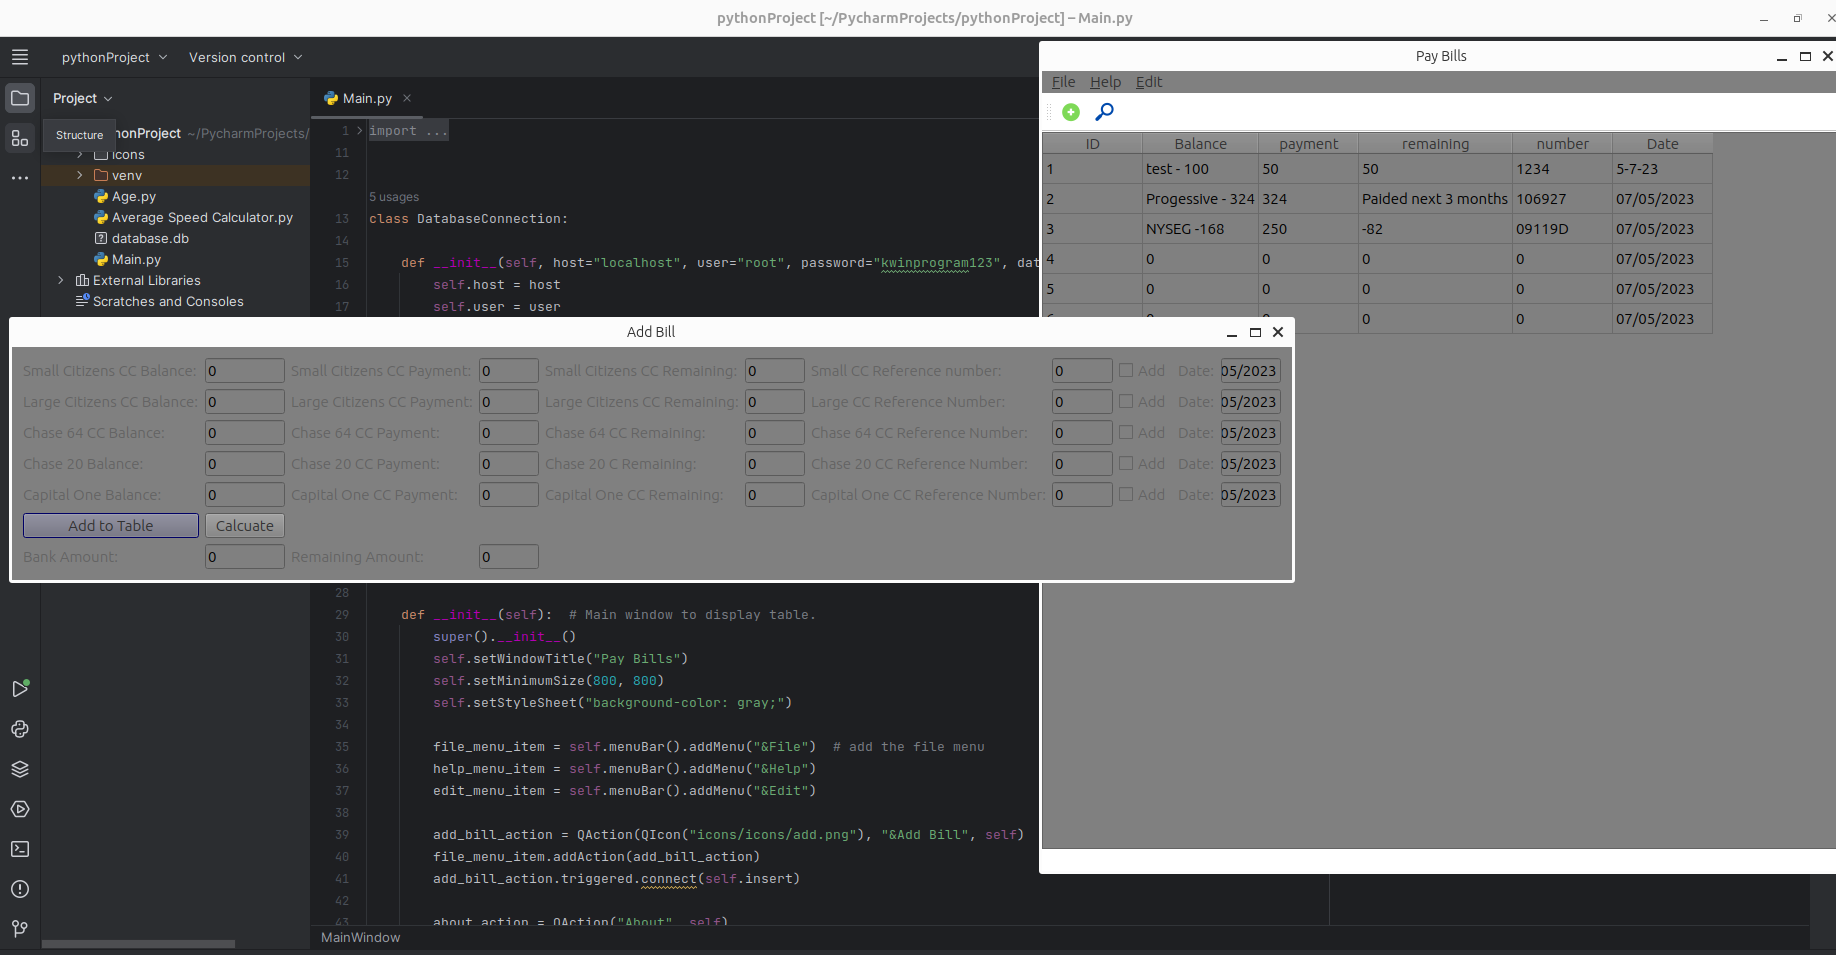 pythonProject [~/PycharmProjects/pythonProject] – Main.py
pythonProject
Version control
Project
Main.py
Structure
honProject ~/PycharmProjects/
icons
venv
Age.py
Average Speed Calculator.py
database.db
Main.py
External Libraries
Scratches and Consoles
1 import ...
11
12
5 usages
13 class DatabaseConnection:
14
15 def __init__(self, host="localhost", user="root", password="kwinprogram123", dat
16 self.host = host
17 self.user = user
Pay Bills
File Help Edit
ID Balance payment remaining number Date
1 test - 100 50 50 1234 5-7-23
2 Progessive - 324 324 Paided next 3 months 106927 07/05/2023
3 NYSEG -168 250 -82 09119D 07/05/2023
4 0 0 0 0 07/05/2023
5 0 0 0 0 07/05/2023
0 0 07/05/2023
Add Bill
Small Citizens CC Balance: 0 Small Citizens CC Payment: 0 Small Citizens CC Remaining: 0 Small CC Reference number: 0 Add Date: 05/2023
Large Citizens CC Balance: 0 Large Citizens CC Payment: 0 Large Citizens CC Remaining: 0 Large CC Reference Number: 0 Add Date: 05/2023
Chase 64 CC Balance: 0 Chase 64 CC Payment: 0 Chase 64 CC Remaining: 0 Chase 64 CC Reference Number: 0 Add Date: 05/2023
Chase 20 Balance: 0 Chase 20 CC Payment: 0 Chase 20 C Remaining: 0 Chase 20 CC Reference Number: 0 Add Date: 05/2023
Capital One Balance: 0 Capital One CC Payment: 0 Capital One CC Remaining: 0 Capital One CC Reference Number: 0 Add Date: 05/2023
Add to Table Calcuate
Bank Amount: 0 Remaining Amount: 0
28
29 def __init__(self): # Main window to display table.
30 super().__init__()
31 self.setWindowTitle("Pay Bills")
32 self.setMinimumSize(800, 800)
33 self.setStyleSheet("background-color: gray;")
34
35 file_menu_item = self.menuBar().addMenu("&File") # add the file menu
36 help_menu_item = self.menuBar().addMenu("&Help")
37 edit_menu_item = self.menuBar().addMenu("&Edit")
38
39 add_bill_action = QAction(QIcon("icons/icons/add.png"), "&Add Bill", self)
40 file_menu_item.addAction(add_bill_action)
41 add_bill_action.triggered.connect(self.insert)
42
43 about_action = QAction("About", self)
MainWindow